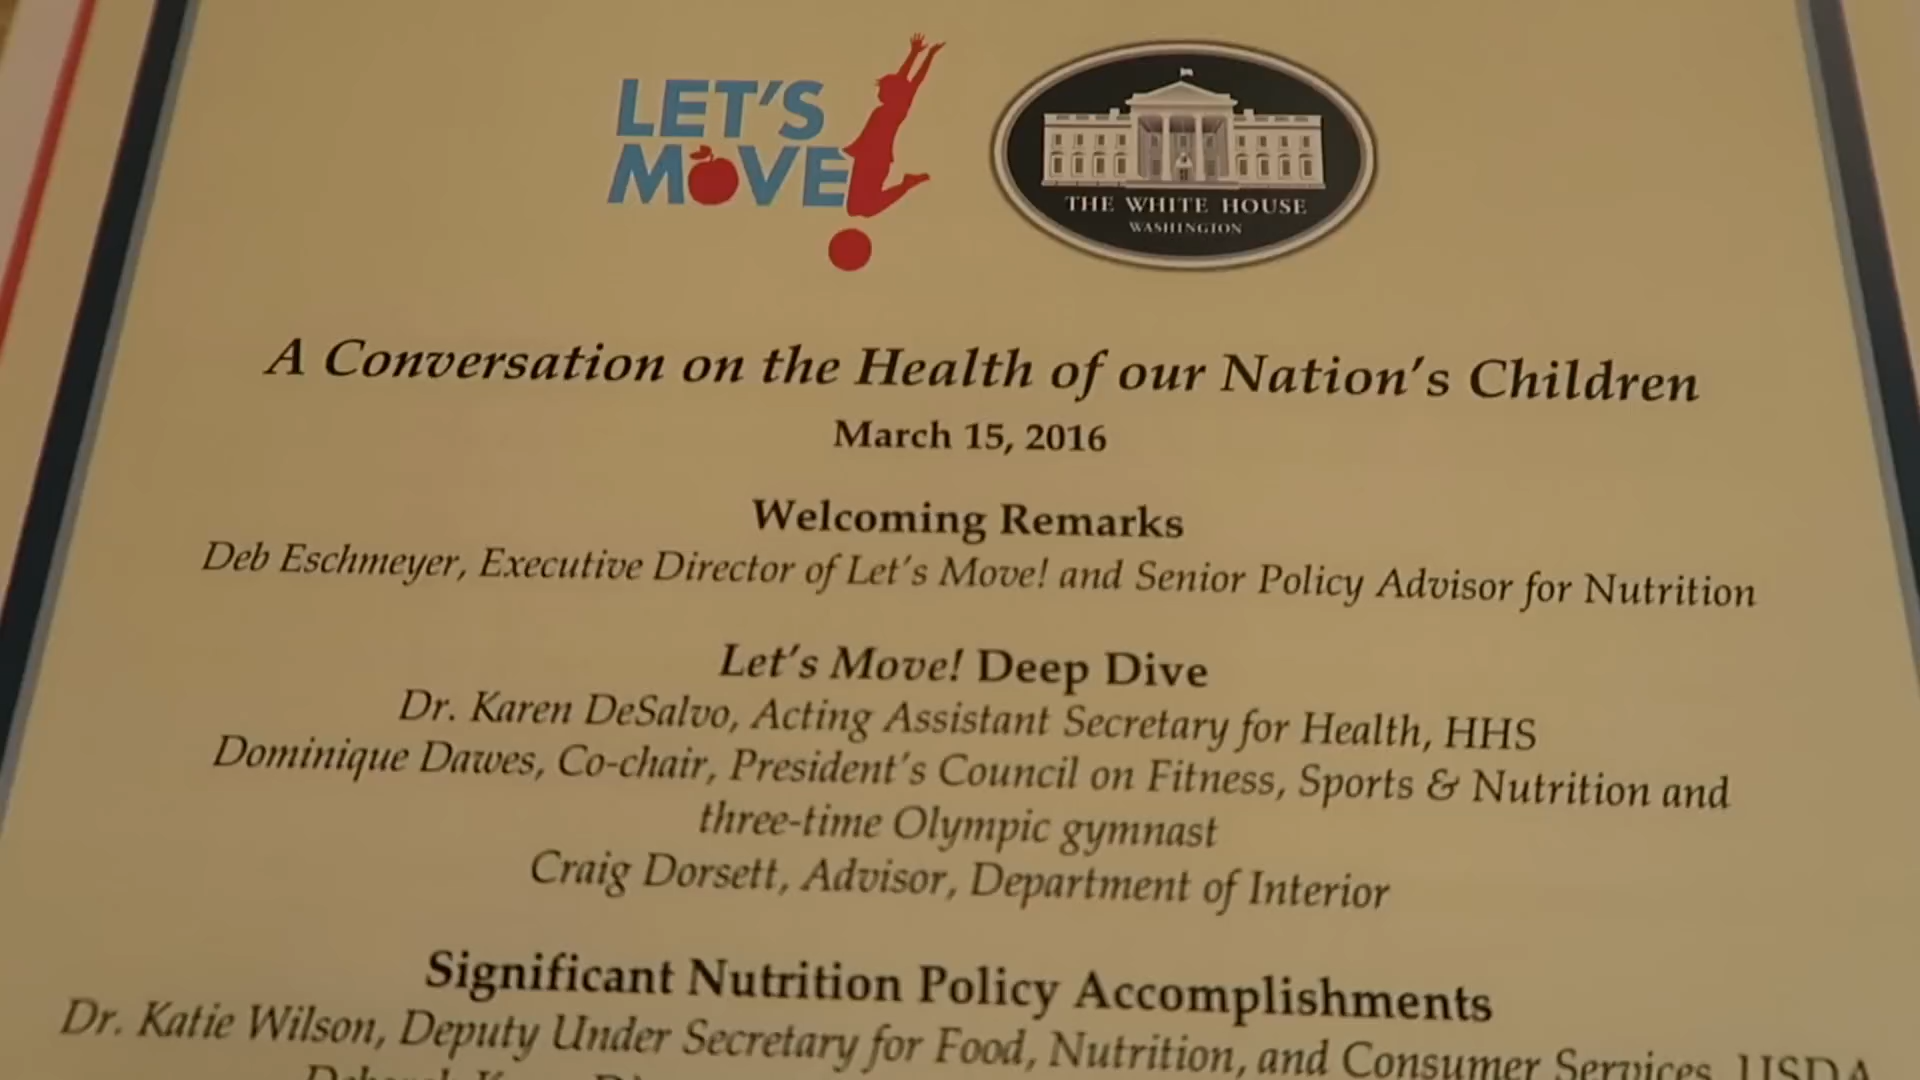 LET'S
MOVE!
THE WHITE HOUSE
WASHINGTON
A Conversation on the Health of our Nation's Children
March 15, 2016
Welcoming Remarks
Deb Eschmeyer, Executive Director of Let's Move! and Senior Policy Advisor for Nutrition
Let's Move! Deep Dive
Dr. Karen DeSalvo, Acting Assistant Secretary for Health, HHS
Dominique Dawes, Co-chair, President's Council on Fitness, Sports & Nutrition and
three-time Olympic gymnast
Craig Dorsett, Advisor, Department of Interior
Significant Nutrition Policy Accomplishments
Dr. Katie Wilson, Deputy Under Secretary for Food, Nutrition, and Consumer Services, USDA